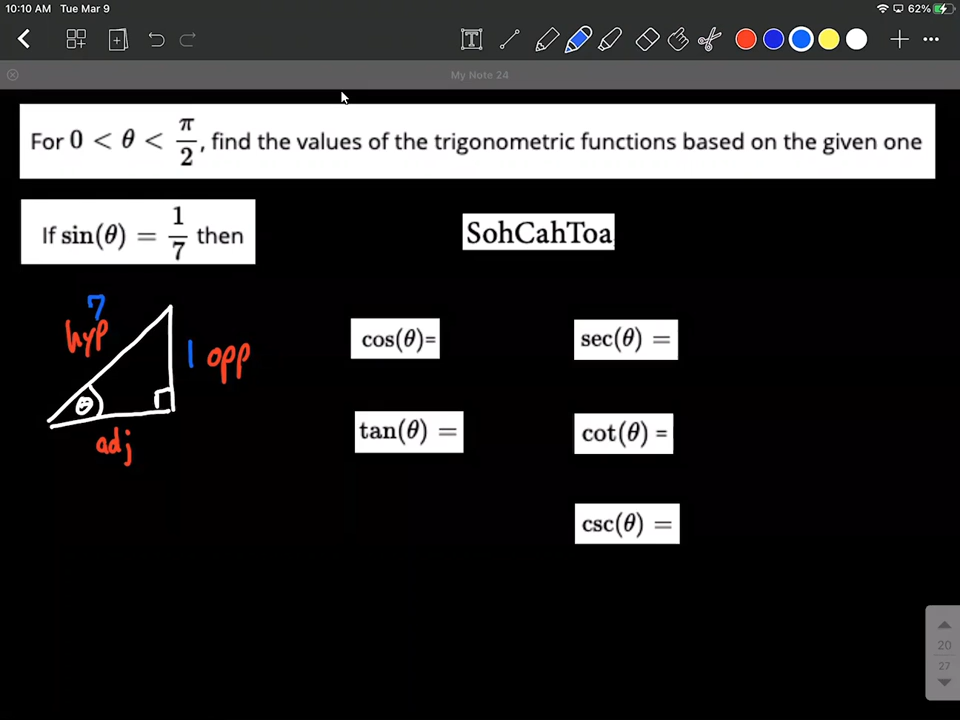 10:10 AM Tue Mar 9
62%
My Note 24
For 0 < θ < π/2, find the values of the trigonometric functions based on the given one
If sin(θ) = 1/7 then
SohCahToa
7
hyp
1 opp
θ
adj
cos(θ)=
sec(θ) =
tan(θ) =
cot(θ) =
csc(θ) =
20
27